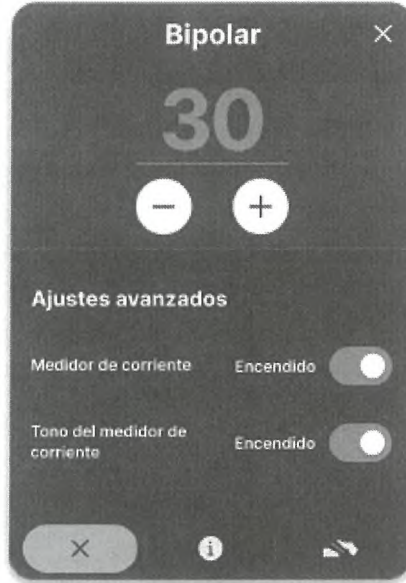 Bipolar
30
Ajustes avanzados
Medidor de corriente Encendido
Tono del medidor de
corriente Encendido